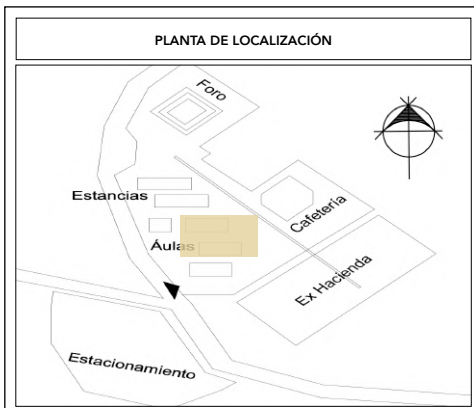 PLANTA DE LOCALIZACIÓN
Foro
Estancias
Cafetería
Áulas
Ex Hacienda
Estacionamiento